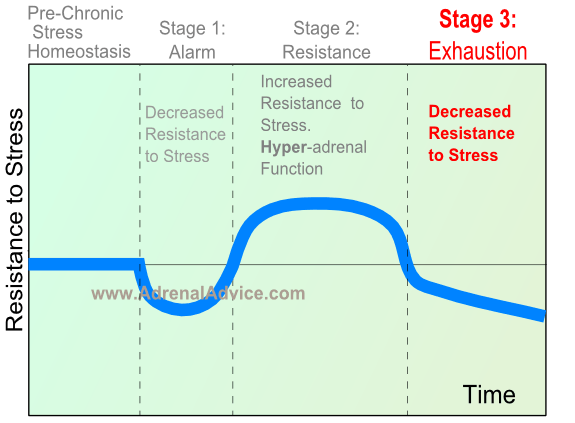 Pre-Chronic
Stress
Homeostasis
Stage 1:
Alarm
Stage 2:
Resistance
Stage 3:
Exhaustion
Decreased
Resistance
to Stress
Increased
Resistance to
Stress.
Hyper-adrenal
Function
Decreased
Resistance
to Stress
Resistance to Stress
www.AdrenalAdvice.com
Time